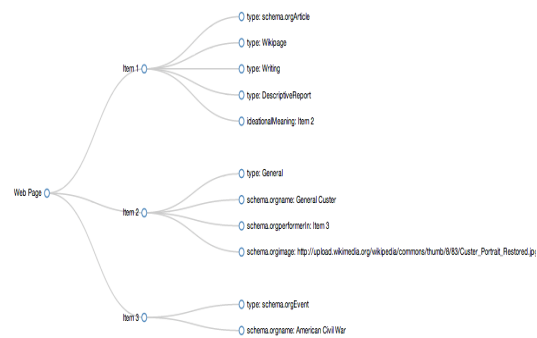 Web Page
Item 1
type: schema.orgArticle
type: Wikipage
type: Writing
type: DescriptiveReport
ideationalMeaning: Item 2
Item 2
type: General
schema.orgname: General Custer
schema.orgperformerIn: Item 3
schema.orgimage: http://upload.wikimedia.org/wikipedia/commons/thumb/8/83/Custer_Portrait_Restored.jpg
Item 3
type: schema.orgEvent
schema.orgname: American Civil War